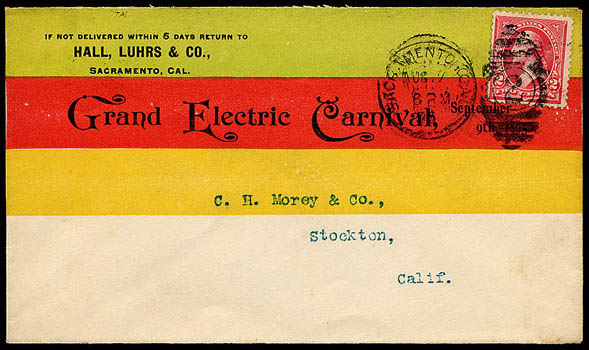 IF NOT DELIVERED WITHIN 5 DAYS RETURN TO
HALL, LUHRS & CO.,
SACRAMENTO, CAL.
Grand Electric Carnival,
September
9th,
C. H. Morey & Co.,
Stockton,
Calif.